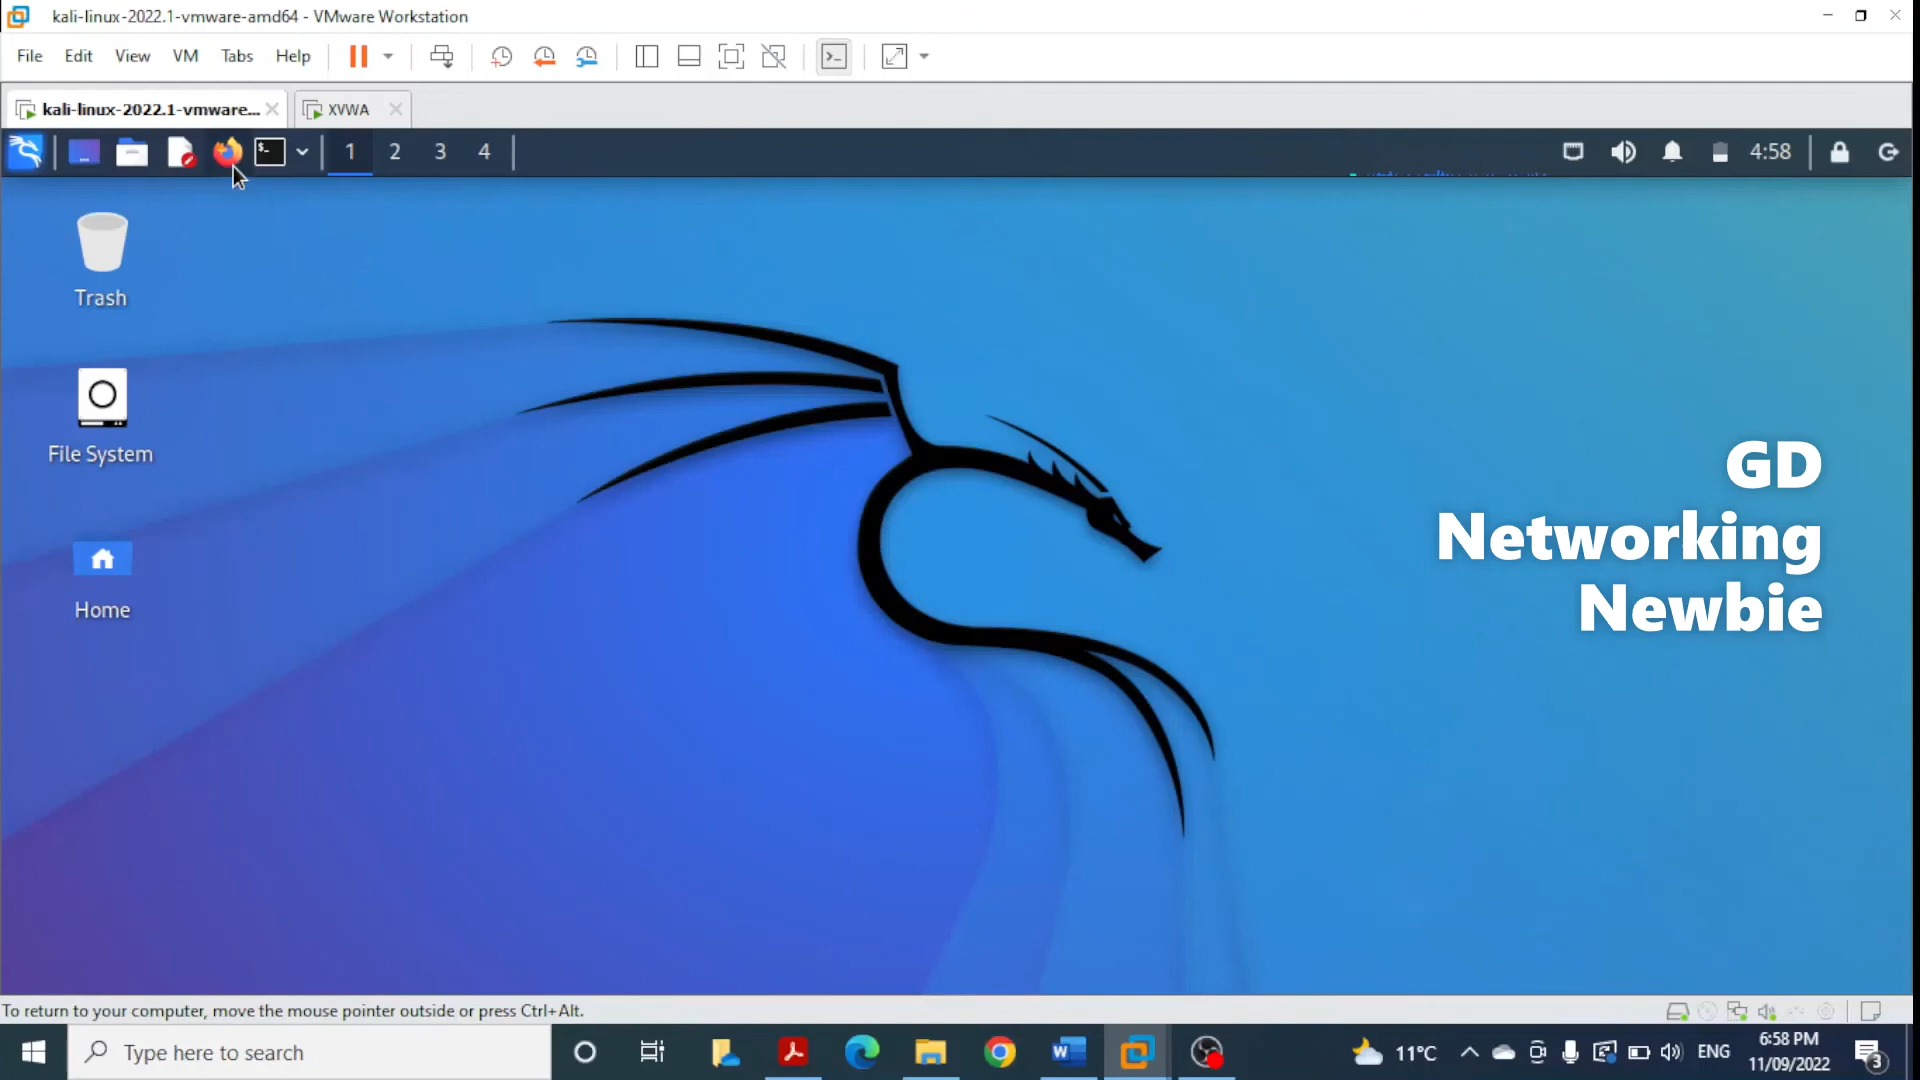 kali-linux-2022.1-vmware-amd64 - VMware Workstation
File Edit View VM Tabs Help
kali-linux-2022.1-vmware... XVWA
$- 1 2 3 4 4:58
Trash
File System
Home
GD
Networking
Newbie
To return to your computer, move the mouse pointer outside or press Ctrl+Alt.
Type here to search 11°C ENG 6:58 PM
11/09/2022
3